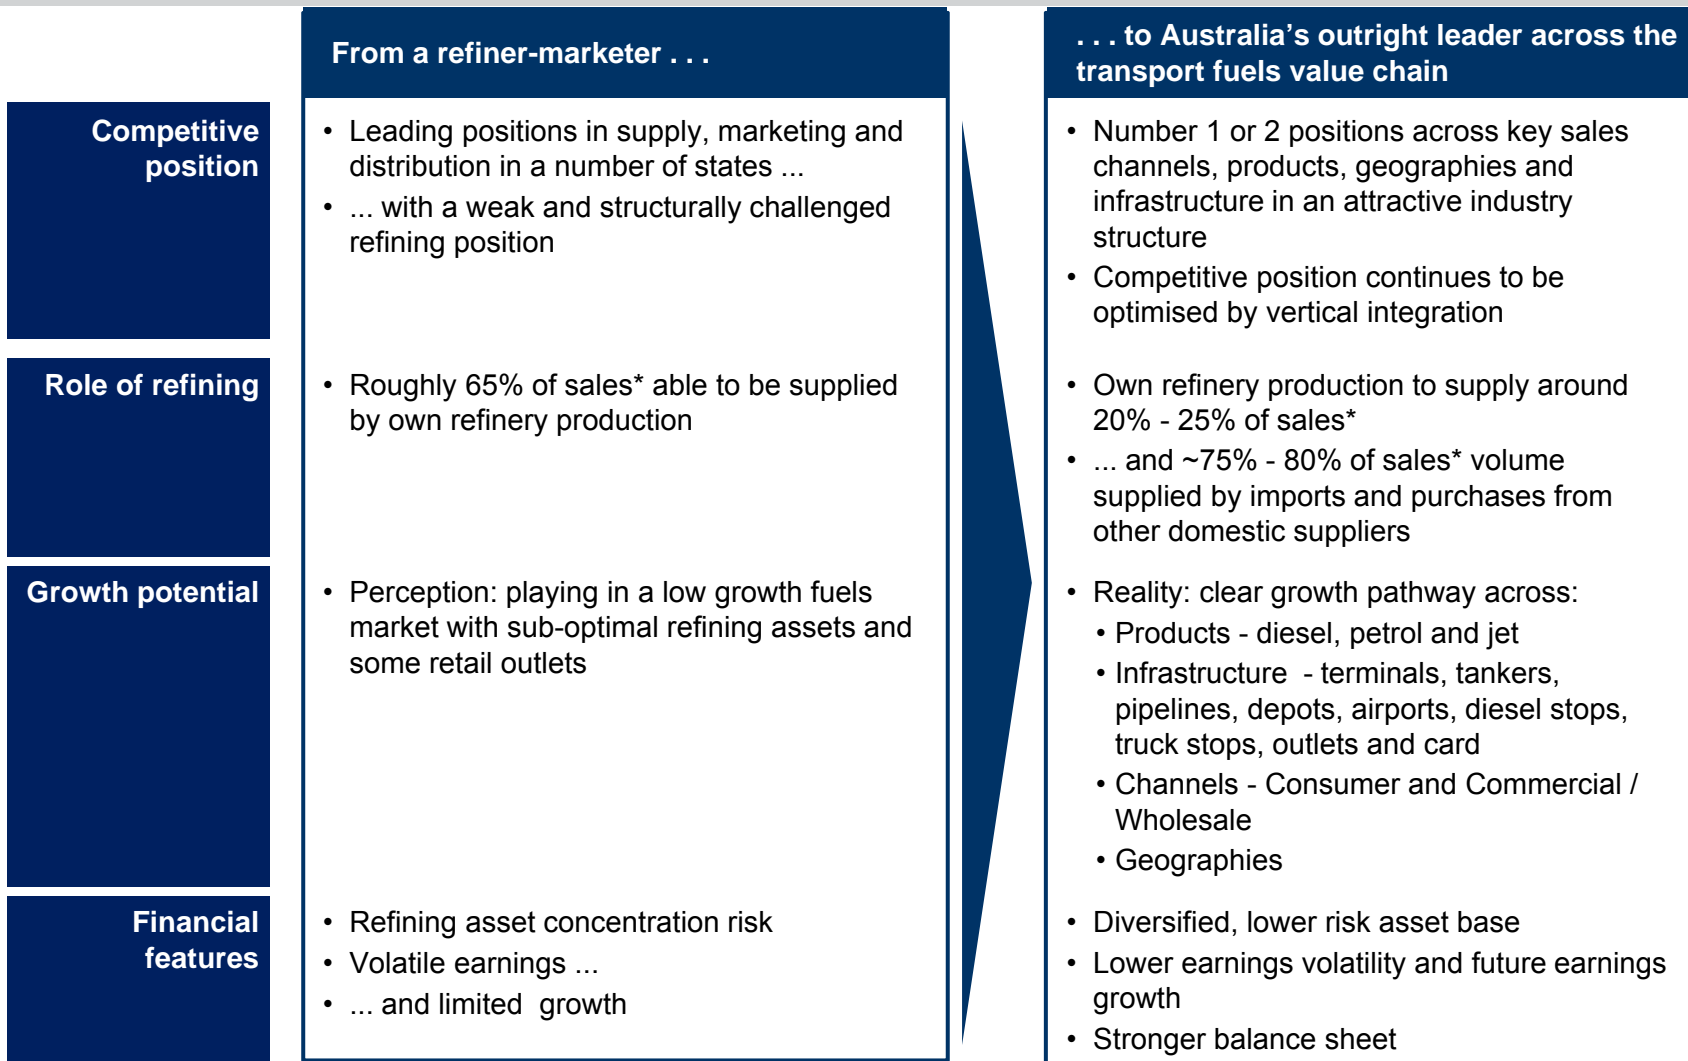 From a refiner-marketer . . .
. . . to Australia's outright leader across the
transport fuels value chain
Competitive
position
• Leading positions in supply, marketing and
distribution in a number of states ...
• ... with a weak and structurally challenged
refining position
• Number 1 or 2 positions across key sales
channels, products, geographies and
infrastructure in an attractive industry
structure
• Competitive position continues to be
optimised by vertical integration
Role of refining
• Roughly 65% of sales* able to be supplied
by own refinery production
• Own refinery production to supply around
20% - 25% of sales*
• ... and ~75% - 80% of sales* volume
supplied by imports and purchases from
other domestic suppliers
Growth potential
• Perception: playing in a low growth fuels
market with sub-optimal refining assets and
some retail outlets
• Reality: clear growth pathway across:
• Products - diesel, petrol and jet
• Infrastructure - terminals, tankers,
pipelines, depots, airports, diesel stops,
truck stops, outlets and card
• Channels - Consumer and Commercial /
Wholesale
• Geographies
Financial
features
• Refining asset concentration risk
• Volatile earnings ...
• ... and limited growth
• Diversified, lower risk asset base
• Lower earnings volatility and future earnings
growth
• Stronger balance sheet